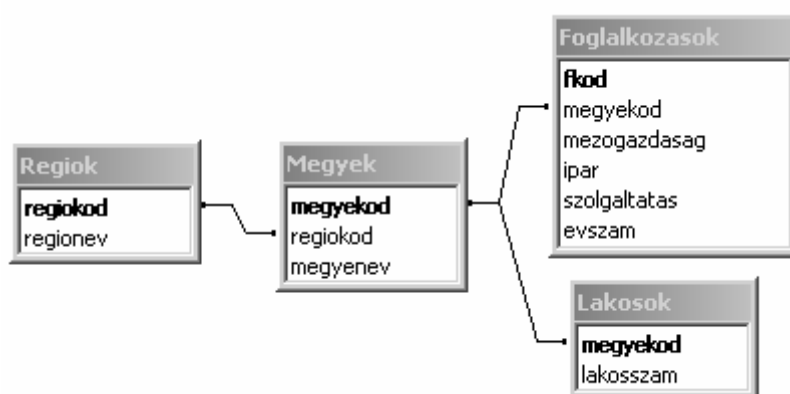 Regiok
regiokod
regionev
Megyek
megyekod
regiokod
megyenev
Foglalkozasok
fkod
megyekod
mezogazdasag
ipar
szolgaltatas
evszam
Lakosok
megyekod
lakosszam